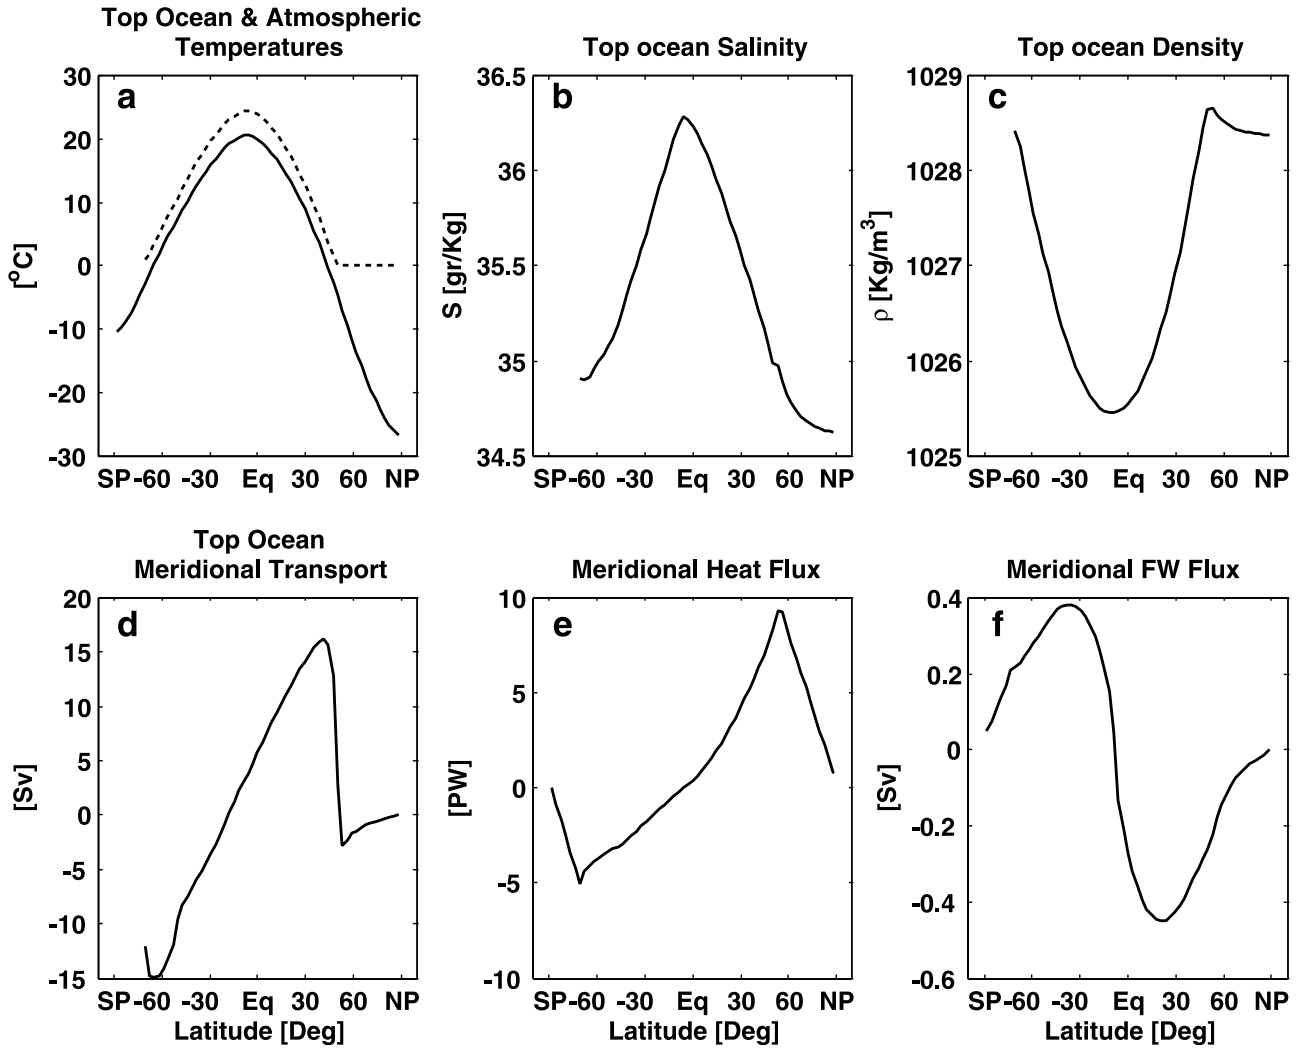 Top Ocean & Atmospheric
Temperatures
a
30
20
10
0
-10
-20
-30
[°C]
SP -60 -30 Eq 30 60 NP
Top ocean Salinity
b
36.5
36
35.5
35
34.5
S [gr/Kg]
SP -60 -30 Eq 30 60 NP
Top ocean Density
c
1029
1028
1027
1026
1025
ρ [Kg/m³]
SP -60 -30 Eq 30 60 NP
Top Ocean
Meridional Transport
d
20
15
10
5
0
-5
-10
-15
[Sv]
SP -60 -30 Eq 30 60 NP
Latitude [Deg]
Meridional Heat Flux
e
10
5
0
-5
-10
[PW]
SP -60 -30 Eq 30 60 NP
Latitude [Deg]
Meridional FW Flux
f
0.4
0.2
0
-0.2
-0.4
-0.6
[Sv]
SP -60 -30 Eq 30 60 NP
Latitude [Deg]